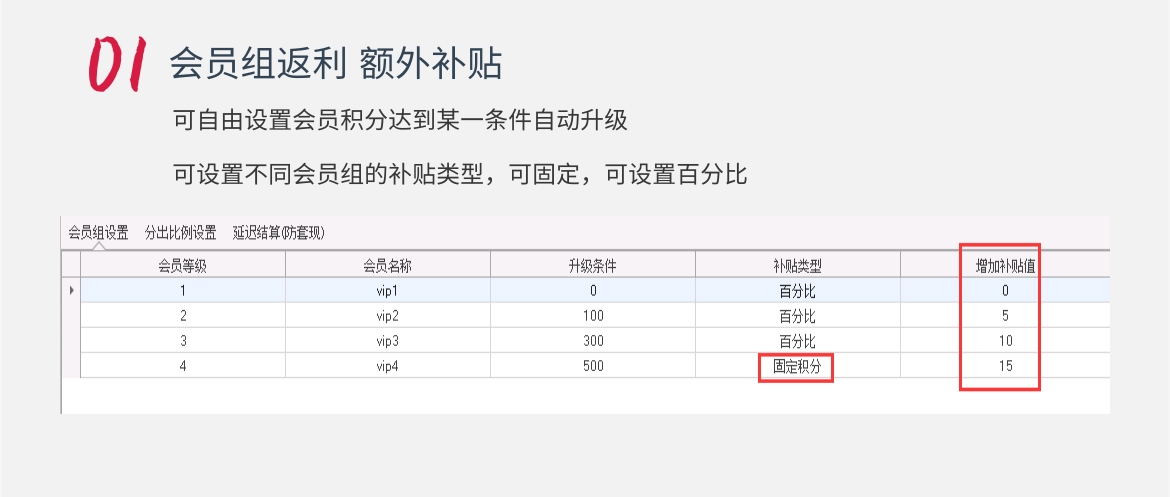 01 会员组返利 额外补贴
可自由设置会员积分达到某一条件自动升级
可设置不同会员组的补贴类型，可固定，可设置百分比
会员组设置 分出比例设置 延迟结算(防套现)
会员等级 会员名称 升级条件 补贴类型 增加补贴值
1 vip1 0 百分比 0
2 vip2 100 百分比 5
3 vip3 300 百分比 10
4 vip4 500 固定积分 15